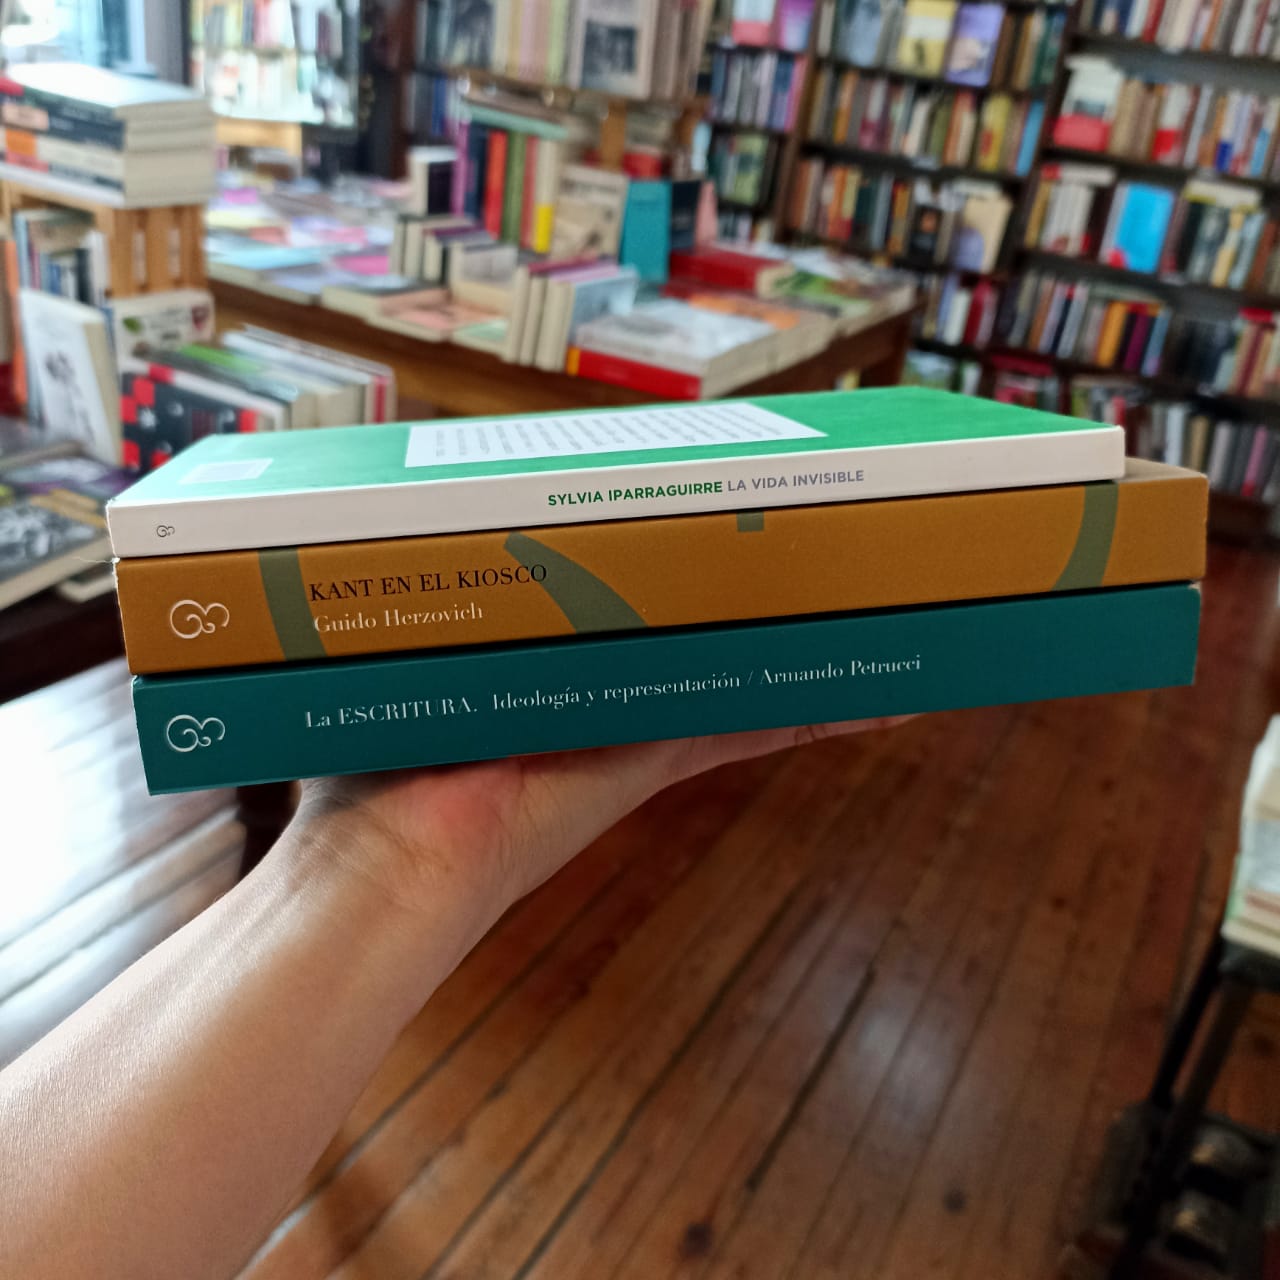 SYLVIA IPARRAGUIRRE LA VIDA INVISIBLE
KANT EN EL KIOSCO
Guido Herzovich
La ESCRITURA. Ideología y representación / Armando Petrucci